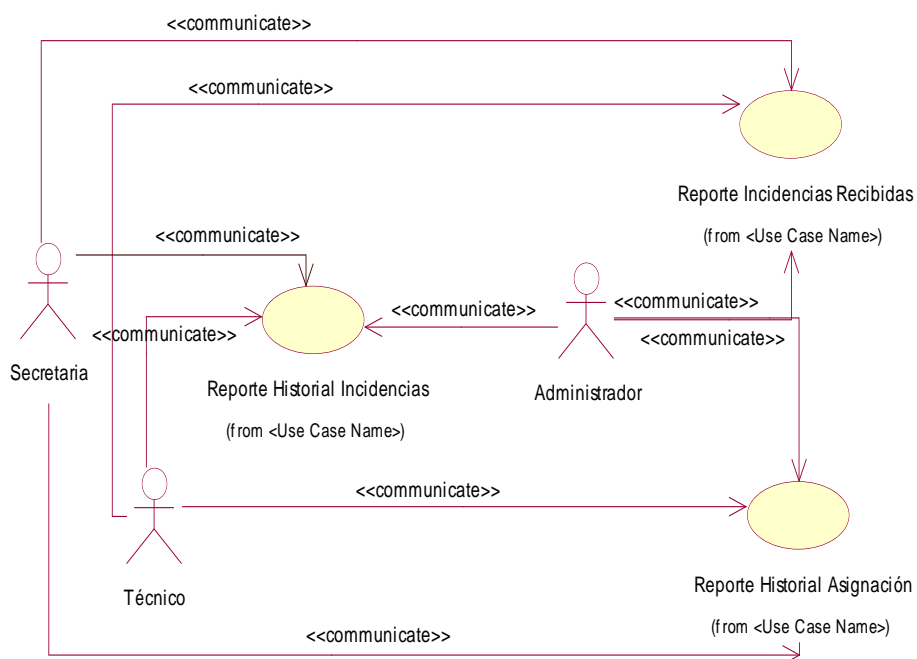 <<communicate>>
<<communicate>>
Reporte Incidencias Recibidas
(from <Use Case Name>)
<<communicate>>
<<communicate>>
<<communicate>>
<<communicate>>
<<communicate>>
Secretaria
Reporte Historial Incidencias
(from <Use Case Name>)
Administrador
<<communicate>>
Técnico
Reporte Historial Asignación
(from <Use Case Name>)
<<communicate>>